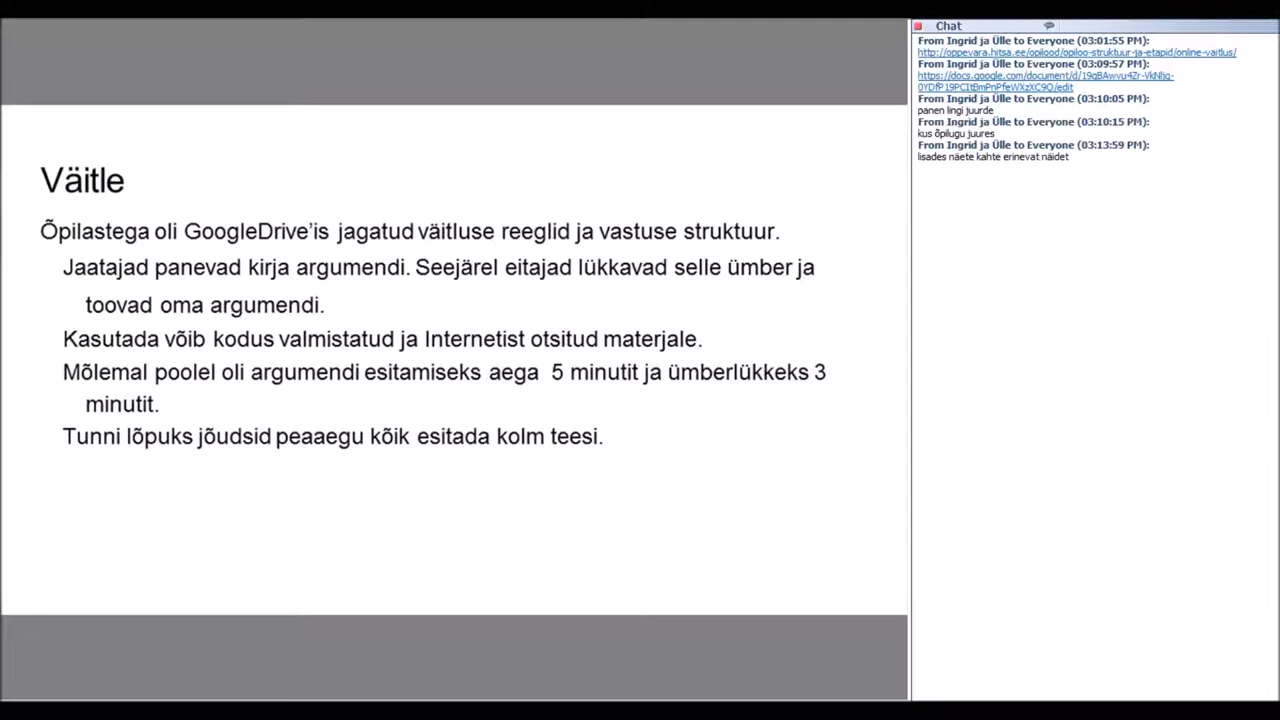 Väitle
Õpilastega oli GoogleDrive'is jagatud väitluse reeglid ja vastuse struktuur.
Jaatajad panevad kirja argumendi. Seejärel eitajad lükkavad selle ümber ja
toovad oma argumendi.
Kasutada võib kodus valmistatud ja Internetist otsitud materjale.
Mõlemal poolel oli argumendi esitamiseks aega 5 minutit ja ümberlükkeks 3
minutit.
Tunni lõpuks jõudsid peaaegu kõik esitada kolm teesi.
Chat
From Ingrid ja Ülle to Everyone (03:01:55 PM):
http://oppevara.hitsa.ee/opilood/opiloo-struktuur-ja-etapid/online-vaitlus/
From Ingrid ja Ülle to Everyone (03:09:57 PM):
From Ingrid ja Ülle to Everyone (03:10:05 PM):
panen lingi juurde
From Ingrid ja Ülle to Everyone (03:10:15 PM):
kus õpilugu juures
From Ingrid ja Ülle to Everyone (03:13:59 PM):
lisades näete kahte erinevat näidet